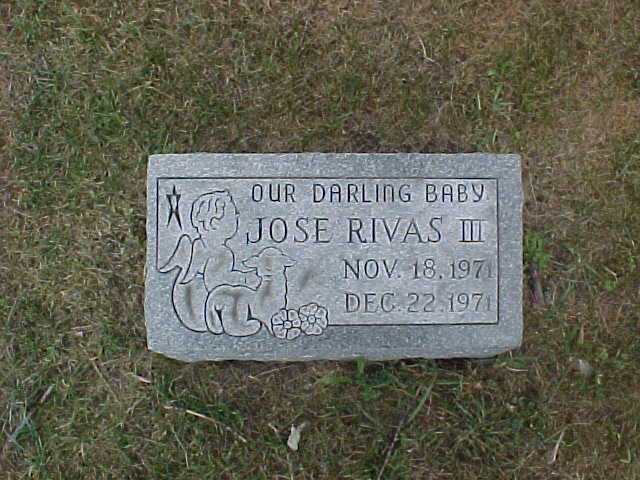 OUR DARLING BABY
JOSE RIVAS III
NOV. 18, 1971
DEC. 22, 1971